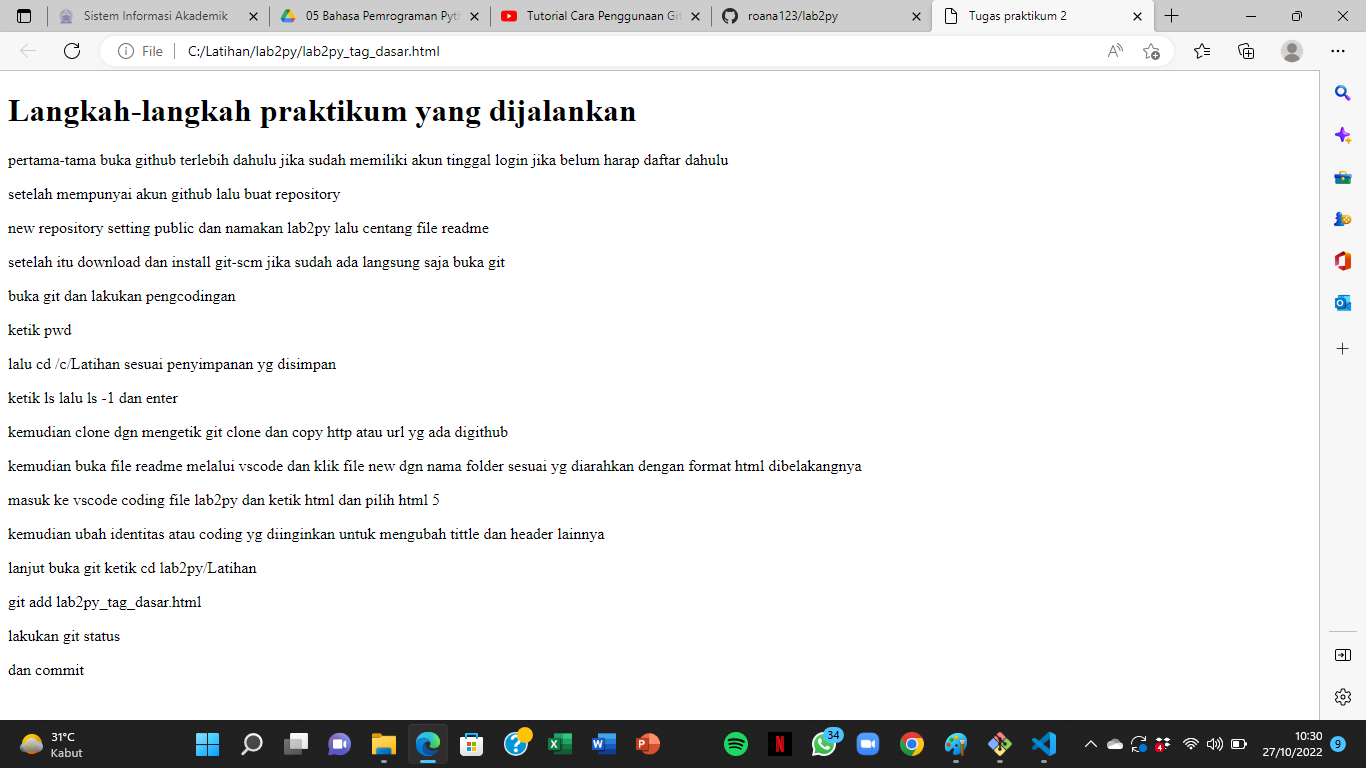 Sistem Informasi Akademik
05 Bahasa Pemrograman Pyt
Tutorial Cara Penggunaan Git
roana123/lab2py
Tugas praktikum 2
File
C:/Latihan/lab2py/lab2py_tag_dasar.html
Langkah-langkah praktikum yang dijalankan
pertama-tama buka github terlebih dahulu jika sudah memiliki akun tinggal login jika belum harap daftar dahulu
setelah mempunyai akun github lalu buat repository
new repository setting public dan namakan lab2py lalu centang file readme
setelah itu download dan install git-scm jika sudah ada langsung saja buka git
buka git dan lakukan pengcodingan
ketik pwd
lalu cd /c/Latihan sesuai penyimpanan yg disimpan
ketik ls lalu ls -1 dan enter
kemudian clone dgn mengetik git clone dan copy http atau url yg ada digithub
kemudian buka file readme melalui vscode dan klik file new dgn nama folder sesuai yg diarahkan dengan format html dibelakangnya
masuk ke vscode coding file lab2py dan ketik html dan pilih html 5
kemudian ubah identitas atau coding yg diinginkan untuk mengubah tittle dan header lainnya
lanjut buka git ketik cd lab2py/Latihan
git add lab2py_tag_dasar.html
lakukan git status
dan commit
31°C
Kabut
34
10:30
27/10/2022
9